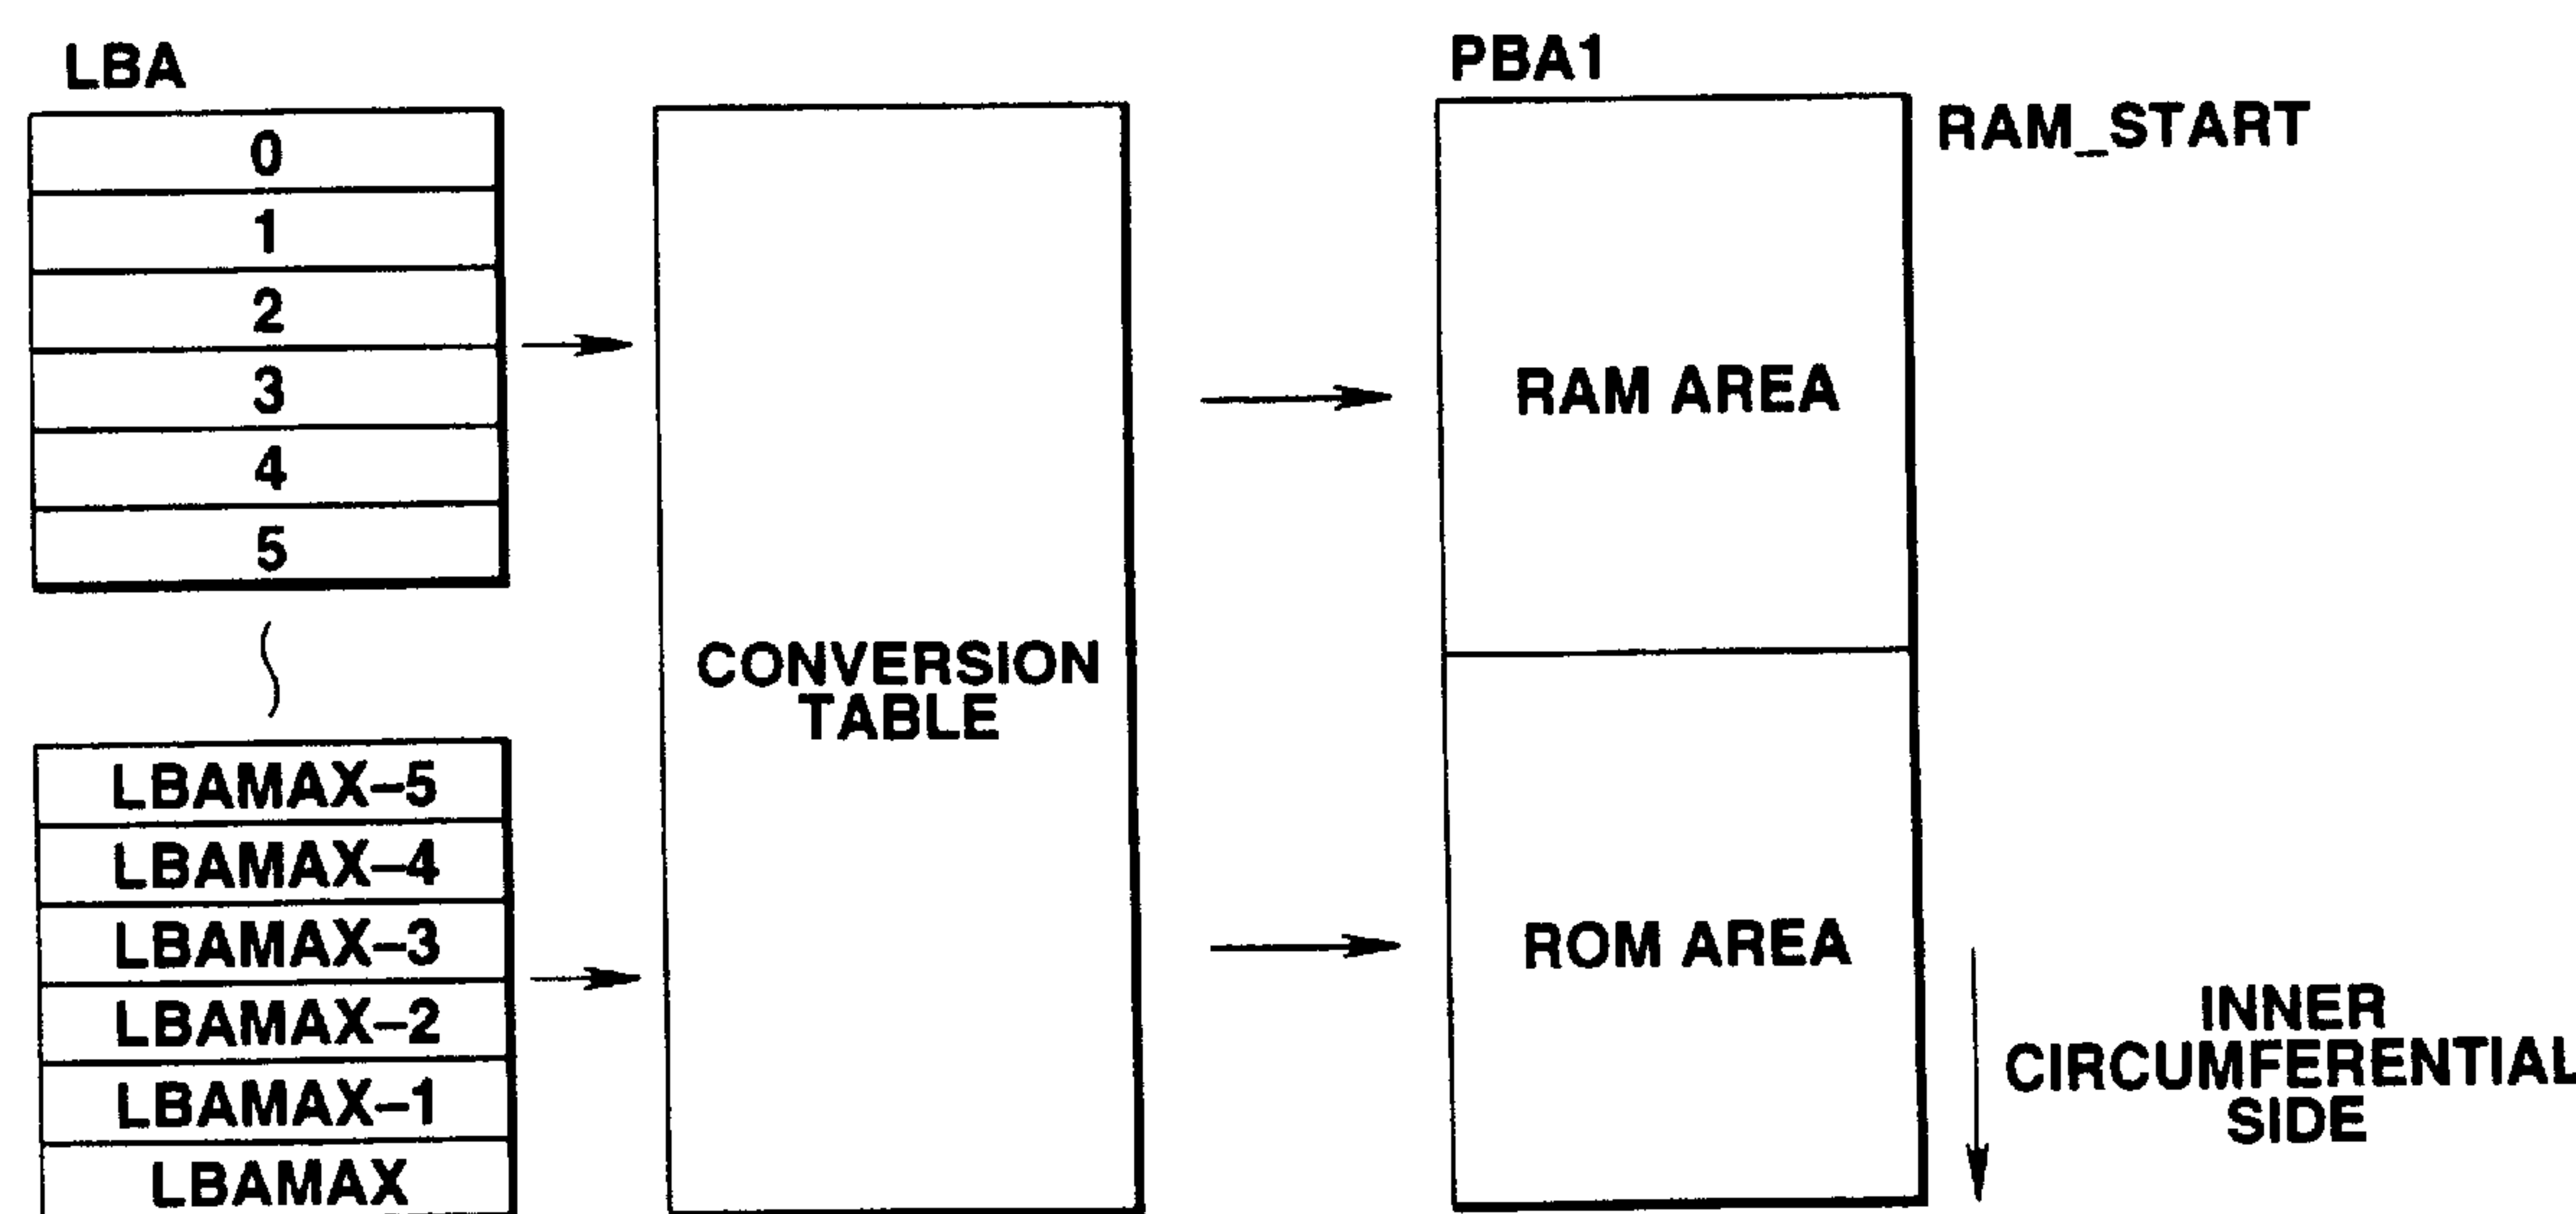 LBA
0
1
2
3
4
5
LBAMAX–5
LBAMAX–4
LBAMAX–3
LBAMAX–2
LBAMAX–1
LBAMAX
CONVERSION
TABLE
PBA1
RAM_START
RAM AREA
ROM AREA
INNER
CIRCUMFERENTIAL
SIDE